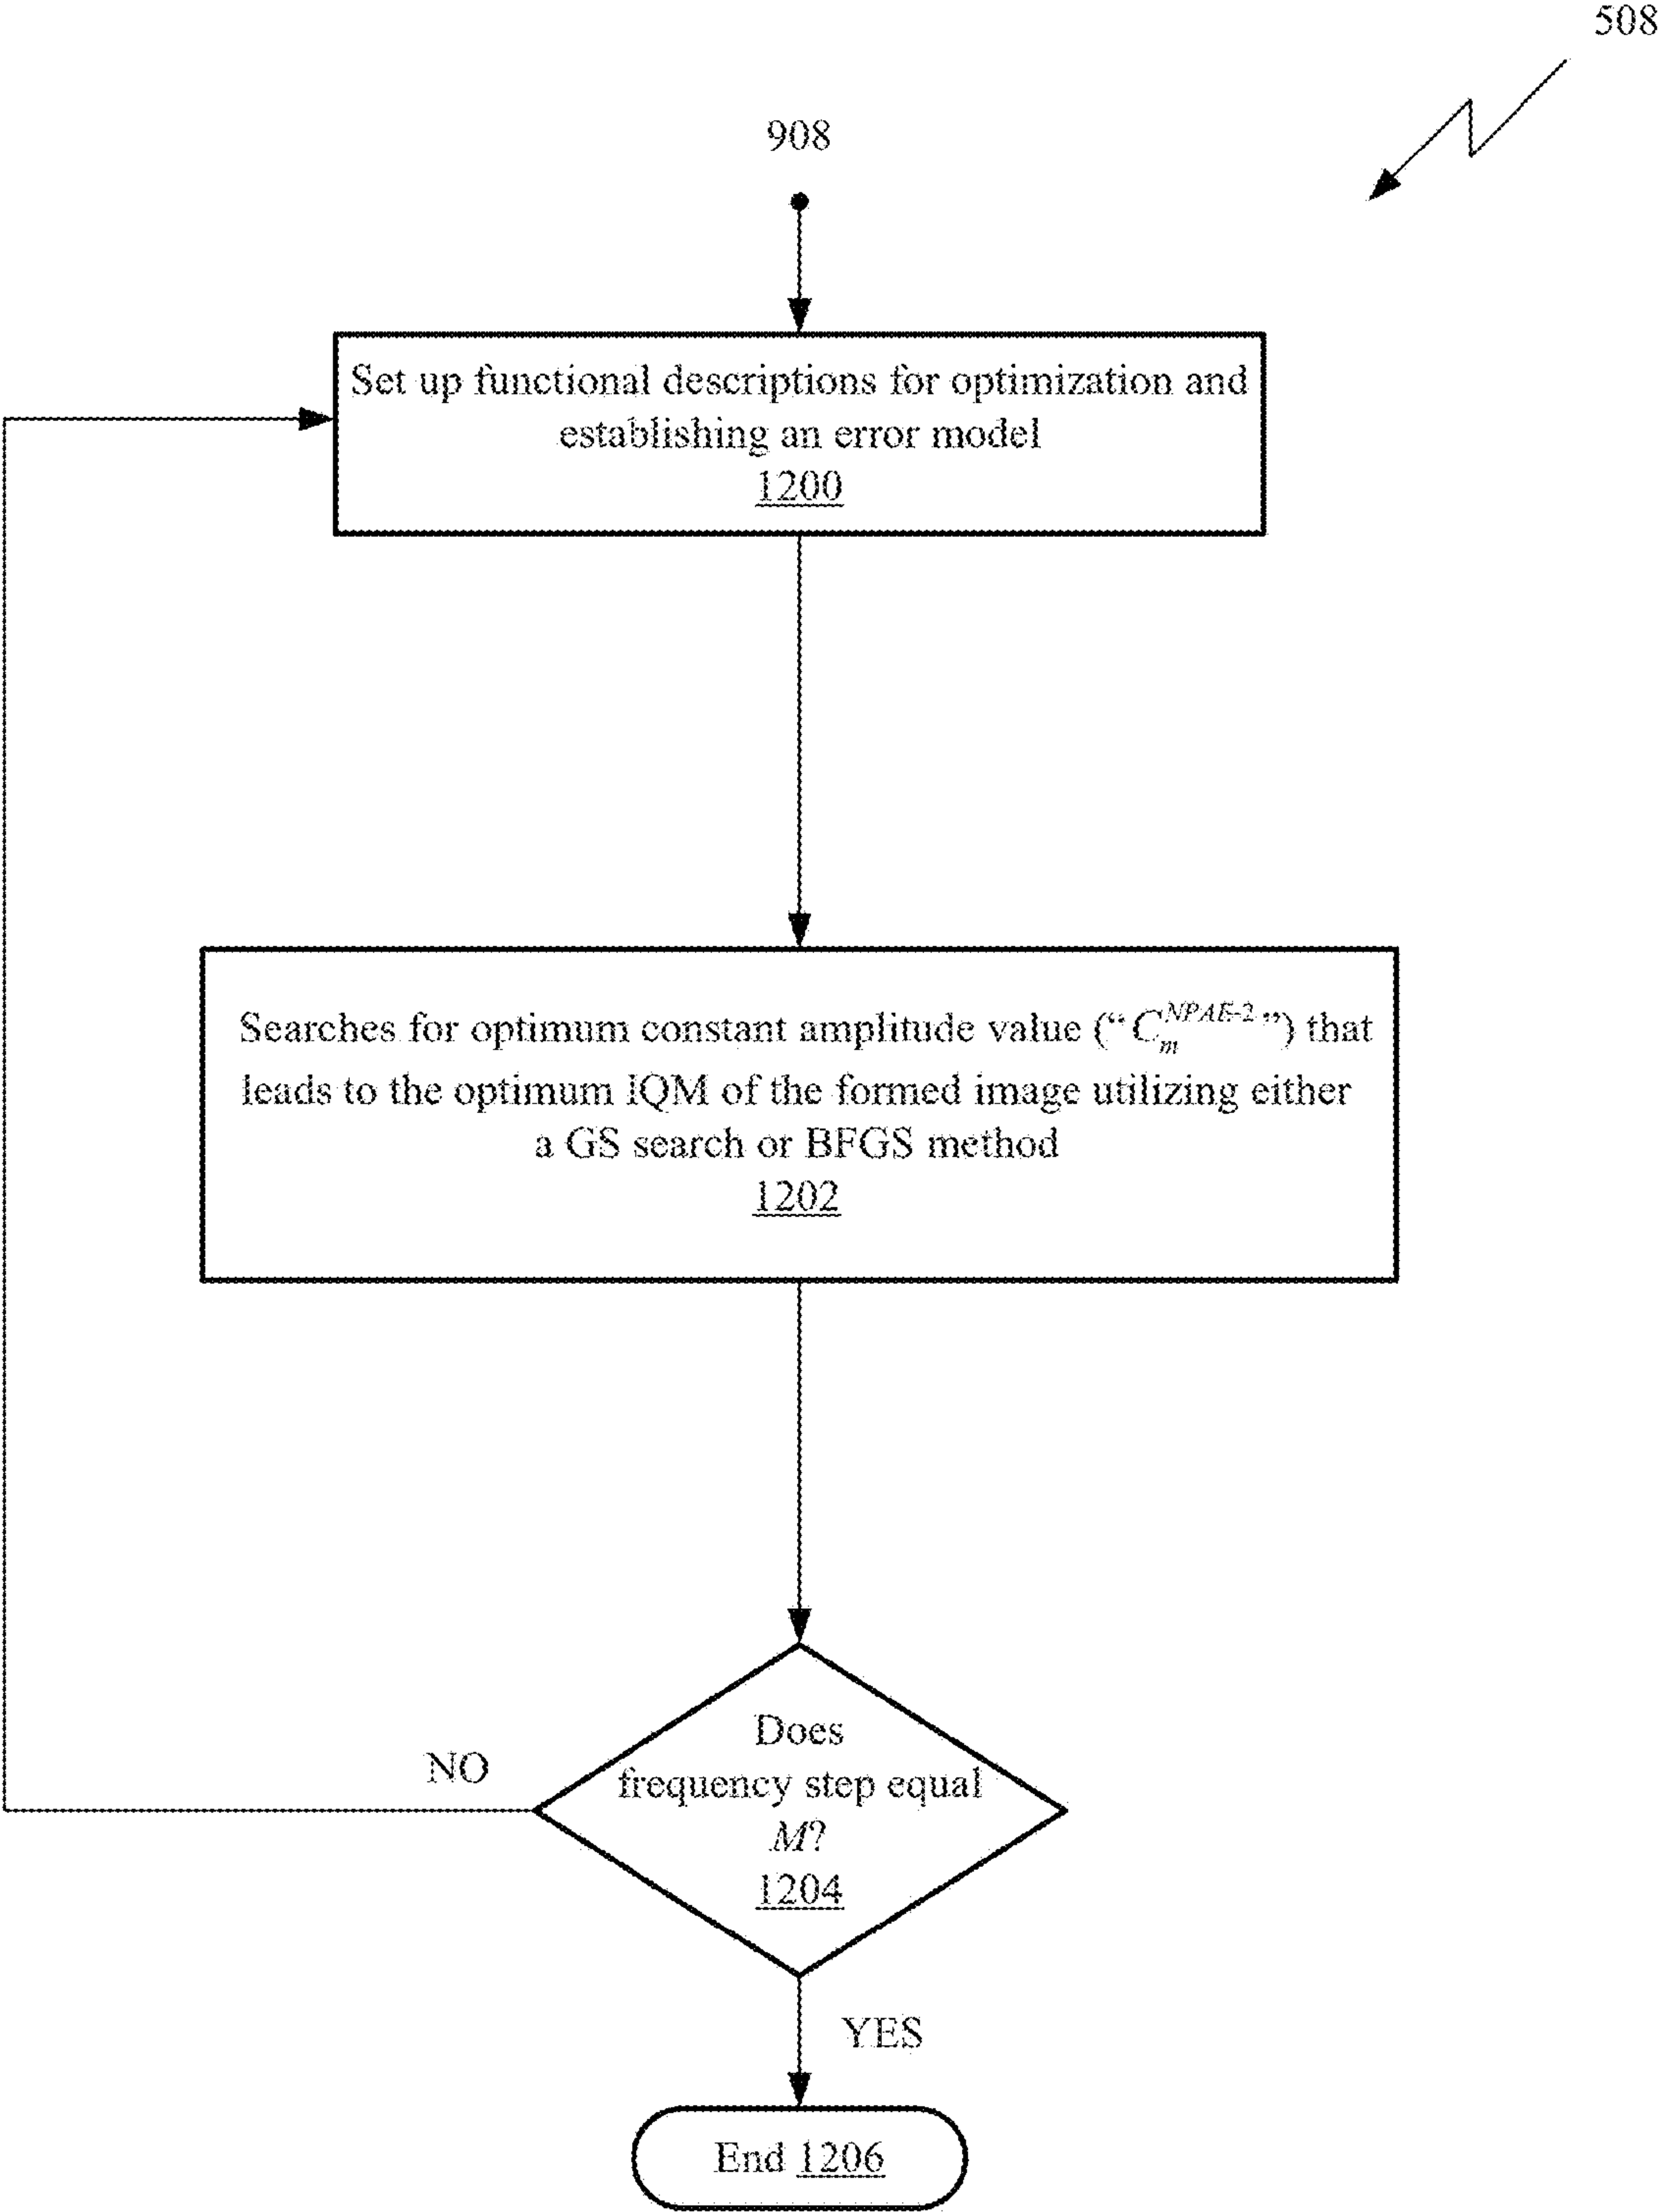 508
908
Set up functional descriptions for optimization and
establishing an error model
1200
Searches for optimum constant amplitude value (“C_m^{NPAE-2}”) that
leads to the optimum IQM of the formed image utilizing either
a GS search or BFGS method
1202
Does
frequency step equal
M?
1204
NO
YES
End 1206